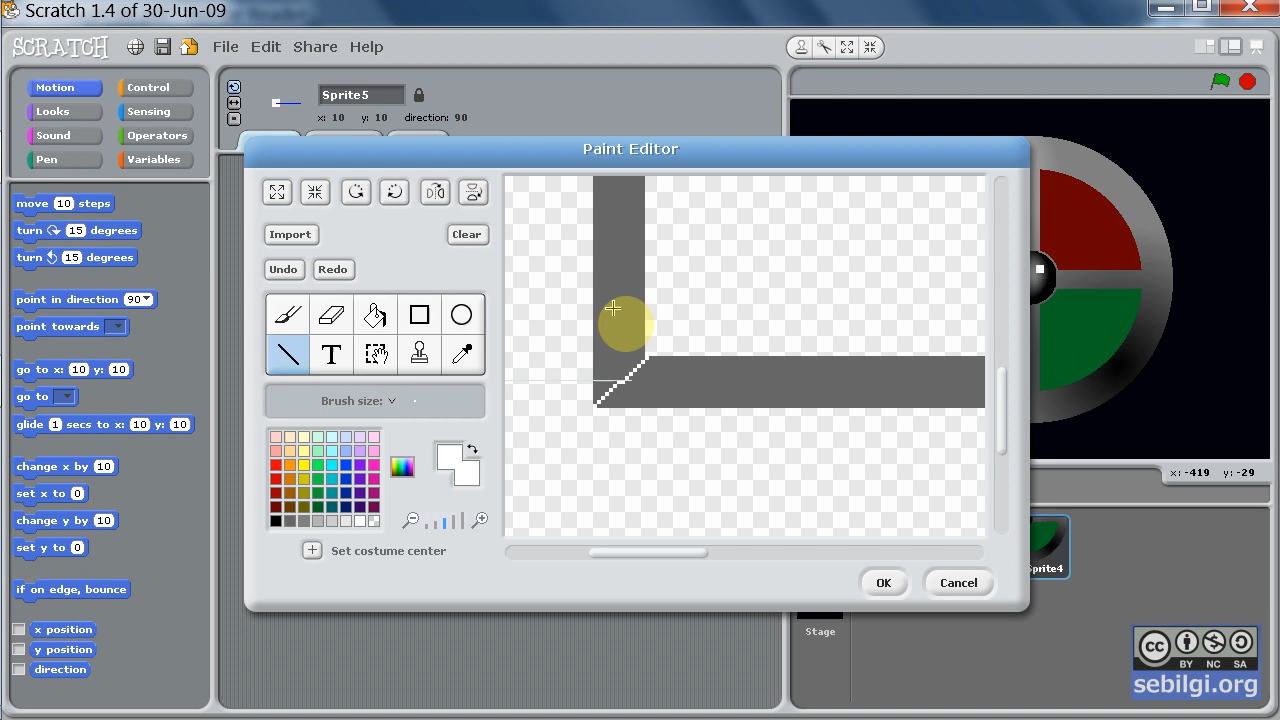 Scratch 1.4 of 30-Jun-09
SCRATCH
File Edit Share Help
Motion Control
Looks Sensing
Sound Operators
Pen Variables
Sprite5
x: 10 y: 10 direction: 90
move 10 steps
turn 15 degrees
turn 15 degrees
point in direction 90
point towards
go to x: 10 y: 10
go to
glide 1 secs to x: 10 y: 10
change x by 10
set x to 0
change y by 10
set y to 0
if on edge, bounce
x position
y position
direction
Paint Editor
Import Clear
Undo Redo
T
Brush size:
Set costume center
OK Cancel
x: -419 y: -29
Sprite4
Stage
cc
BY NC SA
sebilgi.org